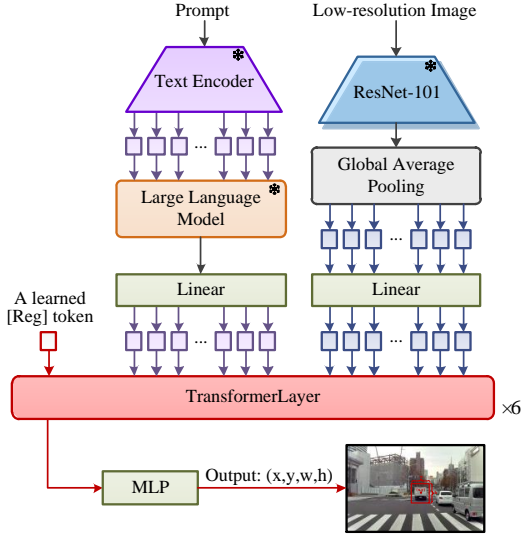 Prompt
Low-resolution Image
Text Encoder
ResNet-101
...
Global Average
Pooling
Large Language
Model
...
Linear
Linear
A learned
[Reg] token
...
...
TransformerLayer
×6
MLP
Output: (x,y,w,h)